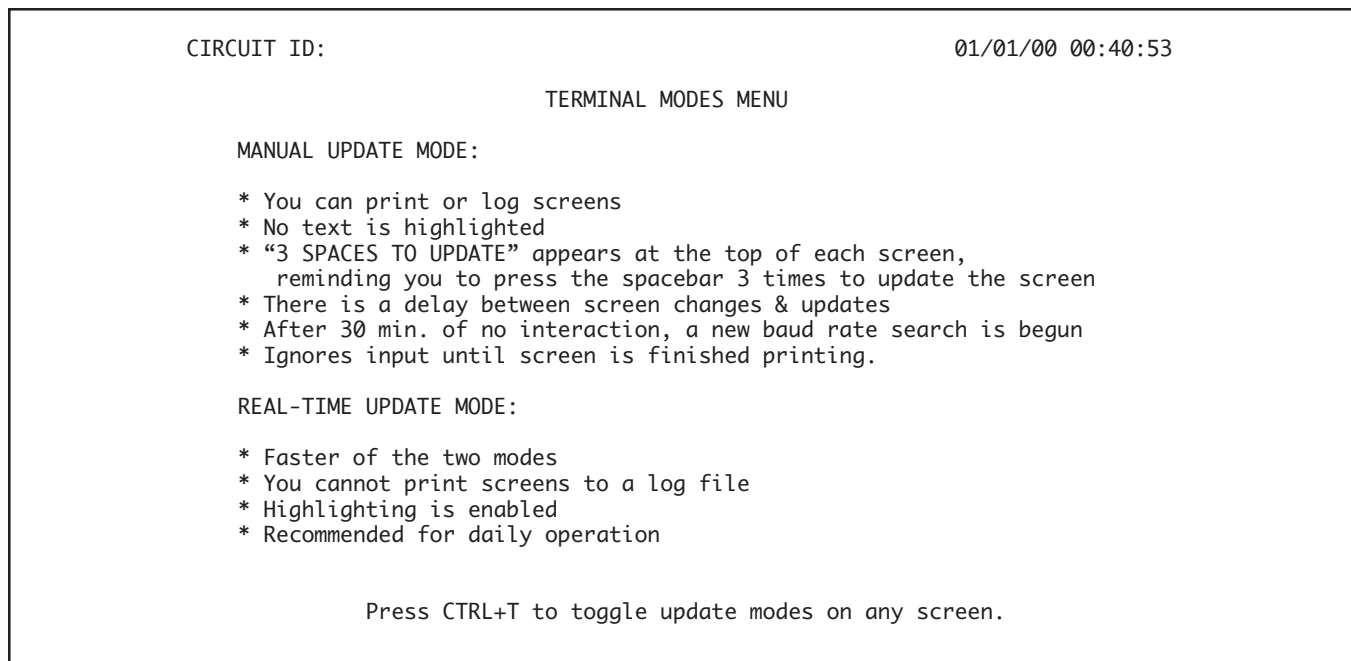 CIRCUIT ID: 01/01/00 00:40:53
TERMINAL MODES MENU
MANUAL UPDATE MODE:
* You can print or log screens
* No text is highlighted
* “3 SPACES TO UPDATE” appears at the top of each screen,
reminding you to press the spacebar 3 times to update the screen
* There is a delay between screen changes & updates
* After 30 min. of no interaction, a new baud rate search is begun
* Ignores input until screen is finished printing.
REAL-TIME UPDATE MODE:
* Faster of the two modes
* You cannot print screens to a log file
* Highlighting is enabled
* Recommended for daily operation
Press CTRL+T to toggle update modes on any screen.